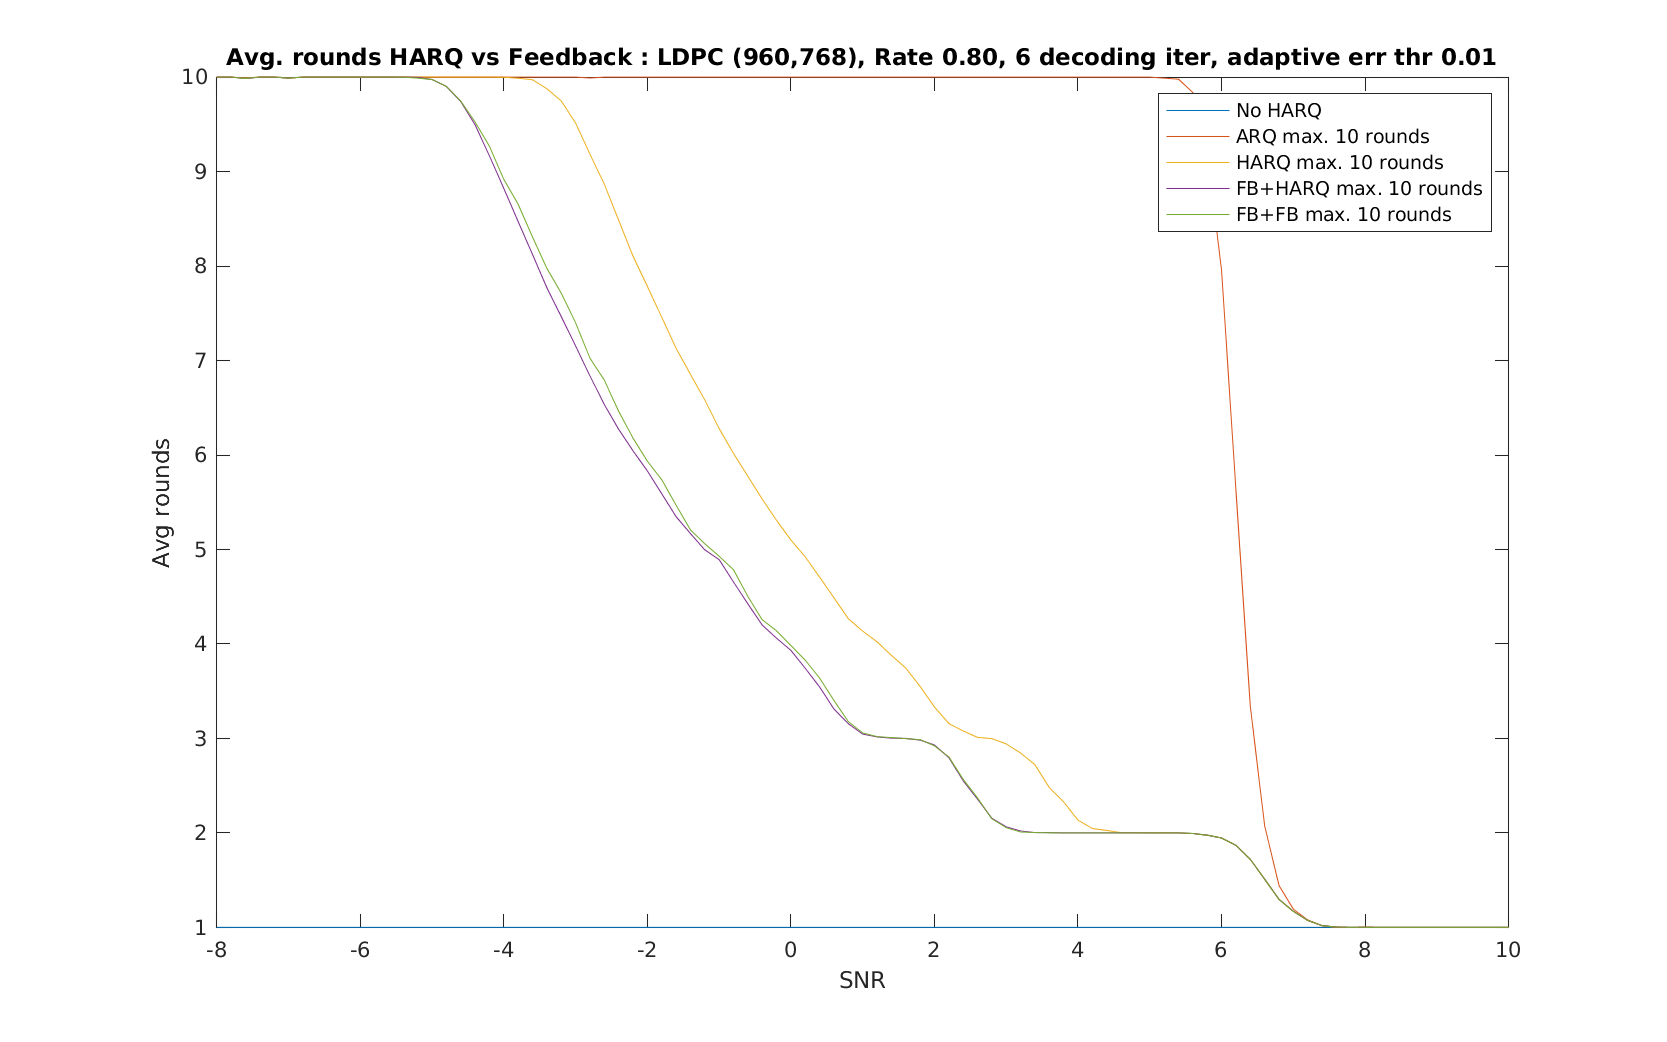 Avg. rounds HARQ vs Feedback : LDPC (960,768), Rate 0.80, 6 decoding iter, adaptive err thr 0.01
10
9
8
7
6
5
4
3
2
1
Avg rounds
No HARQ
ARQ max. 10 rounds
HARQ max. 10 rounds
FB+HARQ max. 10 rounds
FB+FB max. 10 rounds
-8 -6 -4 -2 0 2 4 6 8 10
SNR